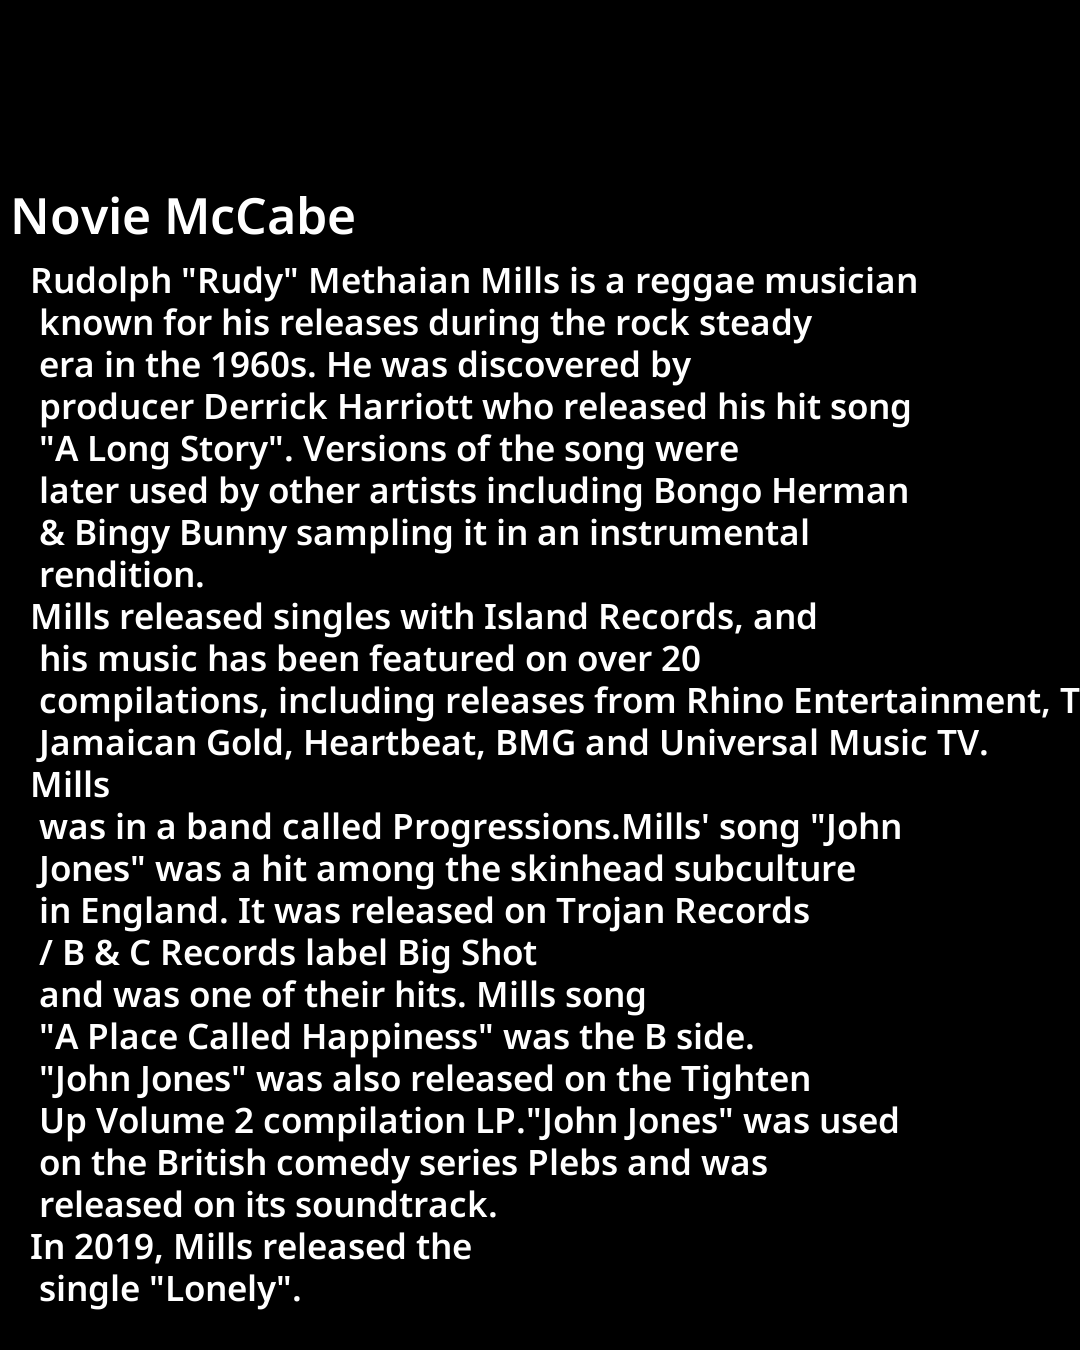 Novie McCabe
Rudolph "Rudy" Methaian Mills is a reggae musician
known for his releases during the rock steady
era in the 1960s. He was discovered by
producer Derrick Harriott who released his hit song
"A Long Story". Versions of the song were
later used by other artists including Bongo Herman
& Bingy Bunny sampling it in an instrumental
rendition.
Mills released singles with Island Records, and
his music has been featured on over 20
compilations, including releases from Rhino Entertainment, T
Jamaican Gold, Heartbeat, BMG and Universal Music TV.
Mills
was in a band called Progressions.Mills' song "John
Jones" was a hit among the skinhead subculture
in England. It was released on Trojan Records
/ B & C Records label Big Shot
and was one of their hits. Mills song
"A Place Called Happiness" was the B side.
"John Jones" was also released on the Tighten
Up Volume 2 compilation LP."John Jones" was used
on the British comedy series Plebs and was
released on its soundtrack.
In 2019, Mills released the
single "Lonely".